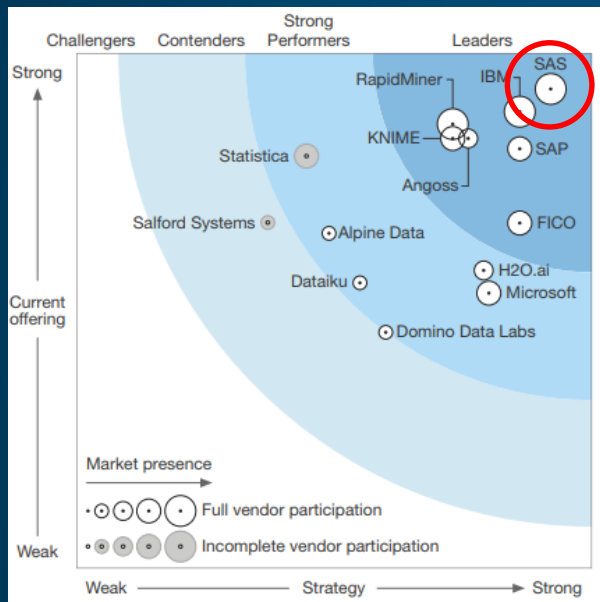 Challengers Contenders Strong Performers Leaders
Strong
SAS
RapidMiner IBM
KNIME
SAP
Statistica
Angoss
Salford Systems
FICO
Alpine Data
H2O.ai
Dataiku
Microsoft
Current offering
Domino Data Labs
Market presence
Full vendor participation
Incomplete vendor participation
Weak
Weak Strategy Strong